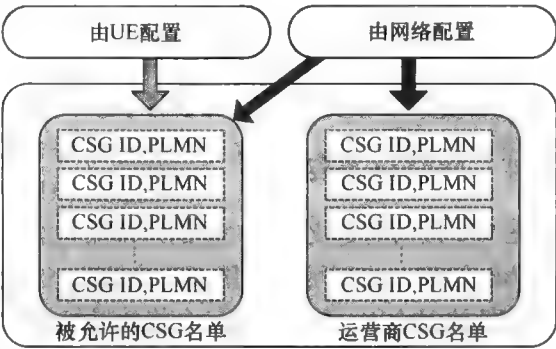 由UE配置
由网络配置
CSG ID,PLMN
CSG ID,PLMN
CSG ID,PLMN
CSG ID,PLMN
CSG ID,PLMN
CSG ID,PLMN
CSG ID,PLMN
CSG ID,PLMN
被允许的CSG名单
运营商CSG名单